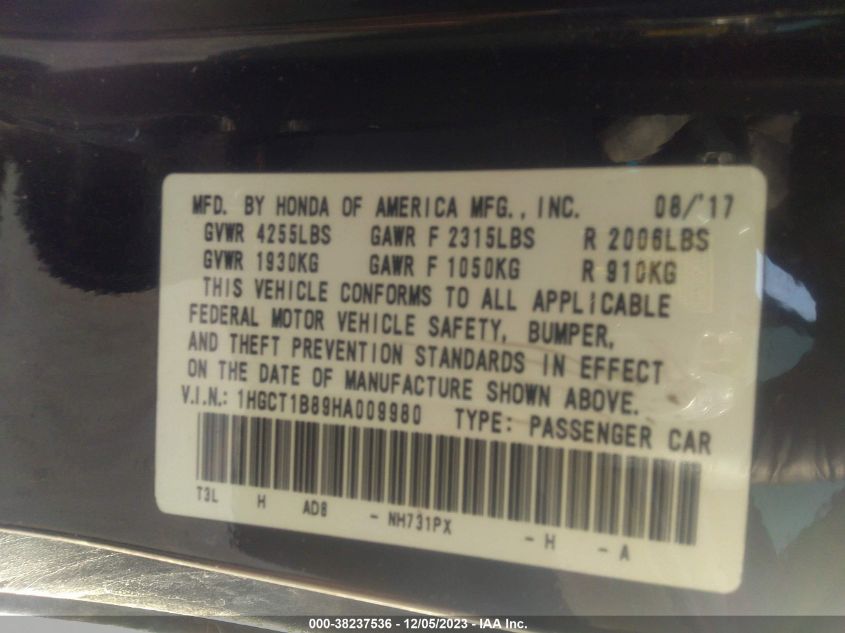 MFD. BY HONDA OF AMERICA MFG., INC. 08/'17
GVWR 4255LBS GAWR F 2315LBS R 2006LBS
GVWR 1930KG GAWR F 1050KG R 910KG
THIS VEHICLE CONFORMS TO ALL APPLICABLE
FEDERAL MOTOR VEHICLE SAFETY, BUMPER,
AND THEFT PREVENTION STANDARDS IN EFFECT
ON THE DATE OF MANUFACTURE SHOWN ABOVE.
V.I.N.: 1HGCT1B89HA009980 TYPE: PASSENGER CAR
T3L H AD8 - NH731PX - H - A
000-38237536 - 12/05/2023 - IAA Inc.